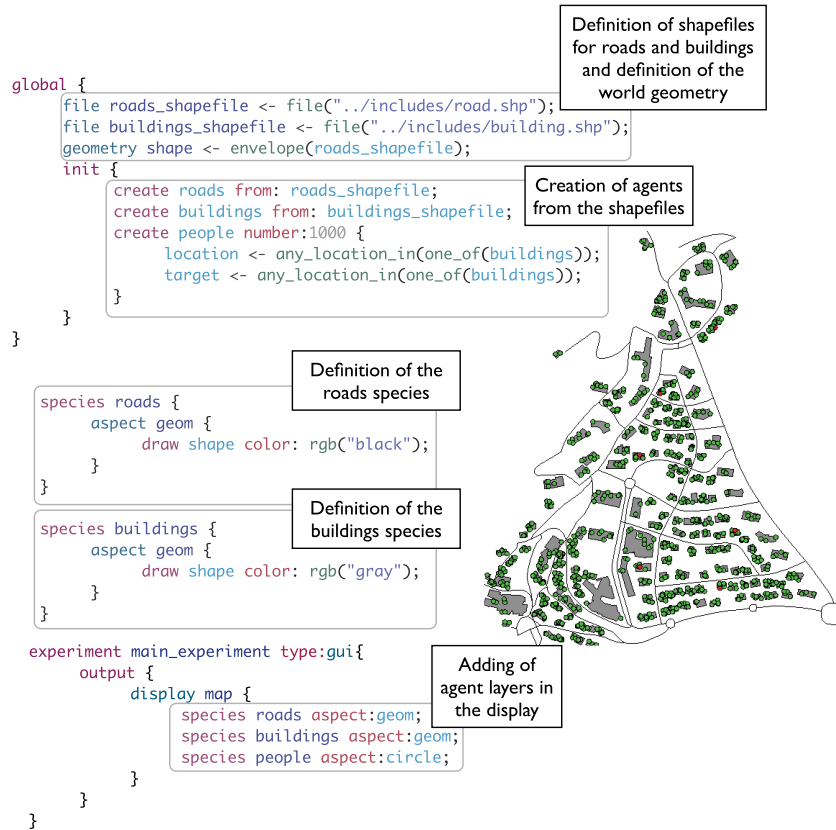 Definition of shapefiles
for roads and buildings
and definition of the
world geometry
global {
file roads_shapefile <- file("../includes/road.shp");
file buildings_shapefile <- file("../includes/building.shp");
geometry shape <- envelope(roads_shapefile);
init {
Creation of agents
from the shapefiles
create roads from: roads_shapefile;
create buildings from: buildings_shapefile;
create people number:1000 {
location <- any_location_in(one_of(buildings));
target <- any_location_in(one_of(buildings));
}
}
}
Definition of the
roads species
species roads {
aspect geom {
draw shape color: rgb("black");
}
}
Definition of the
buildings species
species buildings {
aspect geom {
draw shape color: rgb("gray");
}
}
experiment main_experiment type:gui{
output {
display map {
Adding of
agent layers in
the display
species roads aspect:geom;
species buildings aspect:geom;
species people aspect:circle;
}
}
}